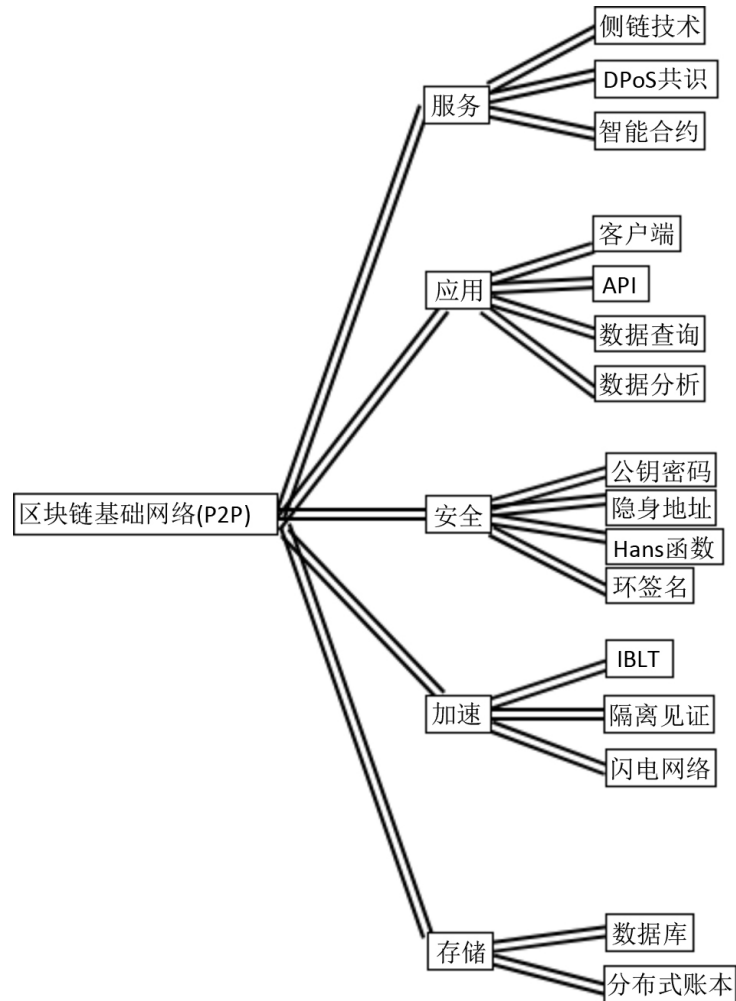 区块链基础网络(P2P)
服务
侧链技术
DPoS共识
智能合约
应用
客户端
API
数据查询
数据分析
安全
公钥密码
隐身地址
Hans函数
环签名
加速
IBLT
隔离见证
闪电网络
存储
数据库
分布式账本